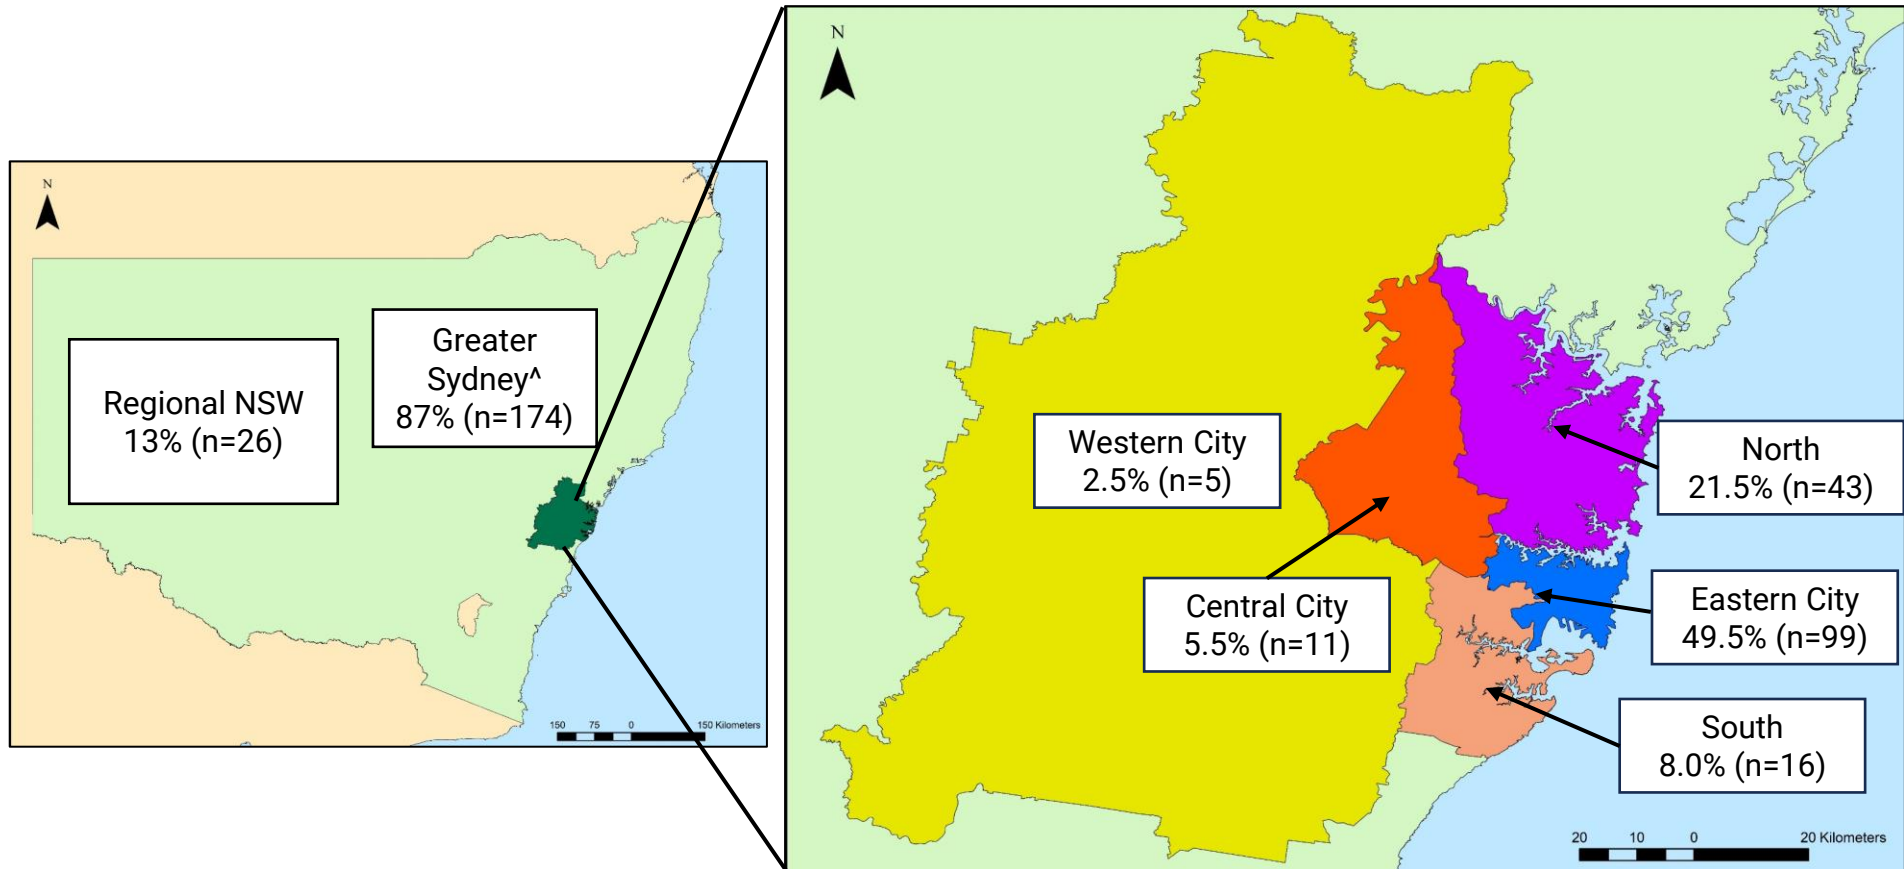 N
Regional NSW
13% (n=26)
Greater
Sydney^
87% (n=174)
150 75 0 150 Kilometers
N
Western City
2.5% (n=5)
North
21.5% (n=43)
Central City
5.5% (n=11)
Eastern City
49.5% (n=99)
South
8.0% (n=16)
20 10 0 20 Kilometers